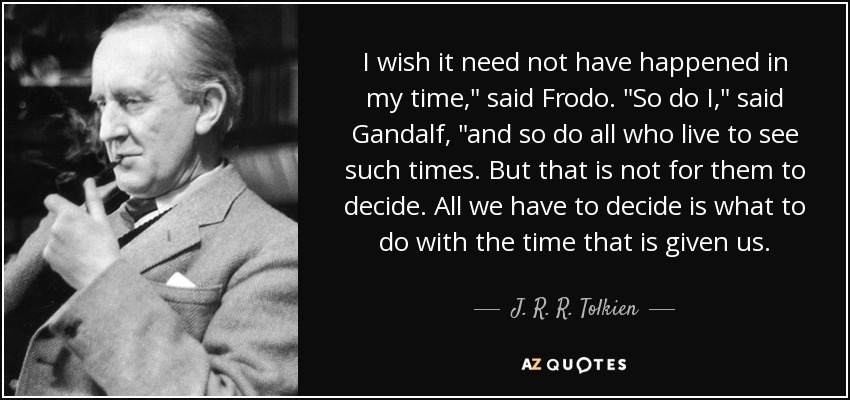 I wish it need not have happened in
my time," said Frodo. "So do I," said
Gandalf, "and so do all who live to see
such times. But that is not for them to
decide. All we have to decide is what to
do with the time that is given us.
J. R. R. Tolkien
AZ QUOTES